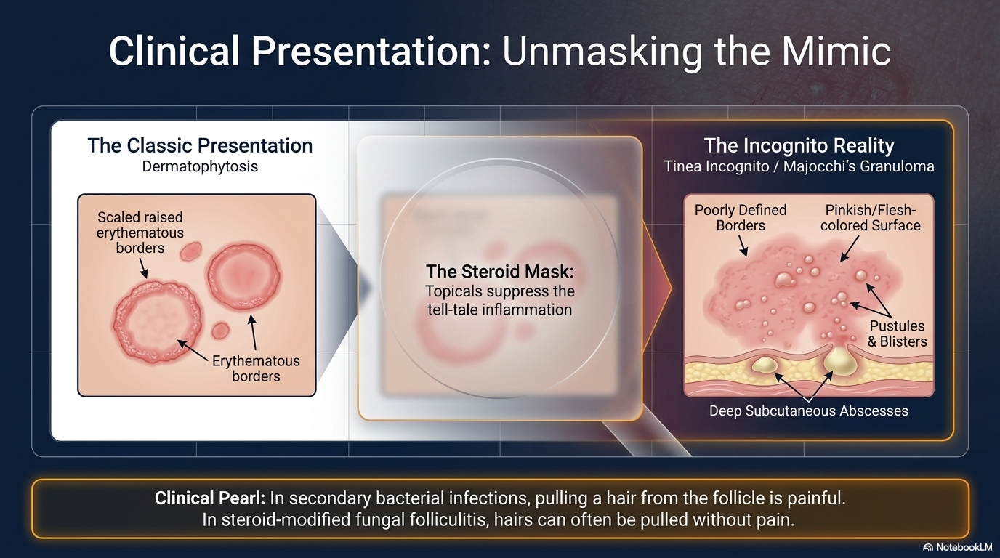 Clinical Presentation: Unmasking the Mimic
The Classic Presentation
Dermatophytosis
Scaled raised
erythematous
borders
Erythematous
borders
The Steroid Mask:
Topicals suppress the
tell-tale inflammation
The Incognito Reality
Tinea Incognito / Majocchi's Granuloma
Poorly Defined
Borders
Pinkish/Flesh-
colored Surface
Pustules
& Blisters
Deep Subcutaneous Abscesses
Clinical Pearl: In secondary bacterial infections, pulling a hair from the follicle is painful.
In steroid-modified fungal folliculitis, hairs can often be pulled without pain.
NotebookLM